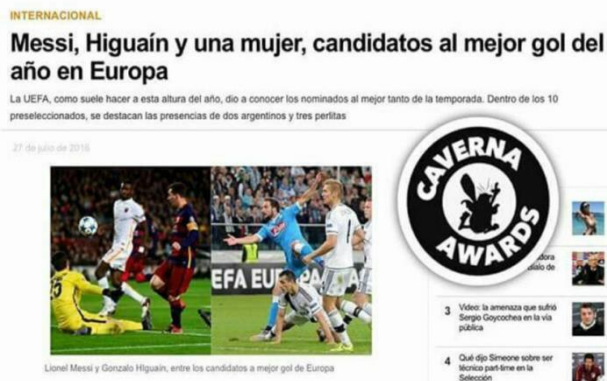 INTERNACIONAL
Messi, Higuaín y una mujer, candidatos al mejor gol del
año en Europa
La UEFA, como suele hacer a esta altura del año, dio a conocer los nominados al mejor tanto de la temporada. Dentro de los 10
preseleccionados, se destacan las presencias de dos argentinos y tres perlitas
27 de julio de 2016
CAVERNA
AWARDS
EFA EUROPA
dora
ialo de
3 Video: la amenaza que sufrió
Sergio Goycochea en la vía
pública
4 Qué dijo Simeone sobre ser
técnico part-time en la
Selección
Lionel Messi y Gonzalo Higuaín, entre los candidatos a mejor gol de Europa